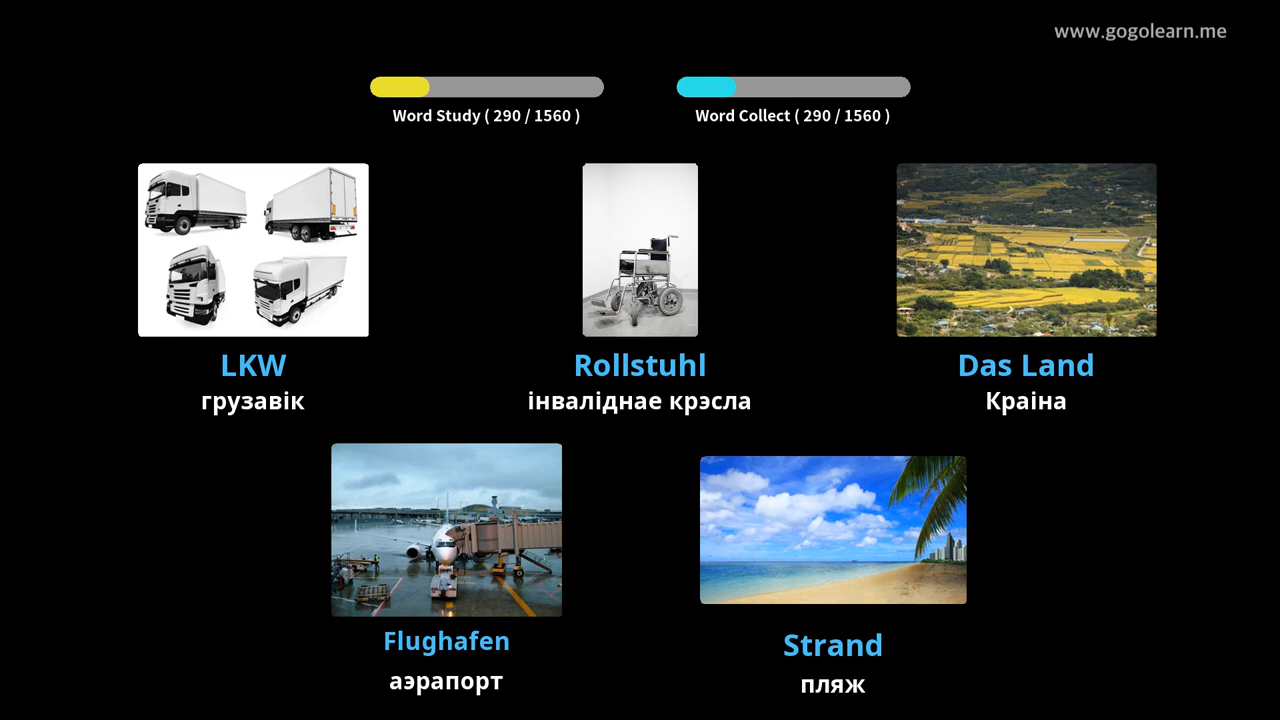 www.gogolearn.me
Word Study ( 290 / 1560 )
Word Collect ( 290 / 1560 )
LKW
грузавік
Rollstuhl
інваліднае крэсла
Das Land
Краіна
Flughafen
аэрапорт
Strand
пляж